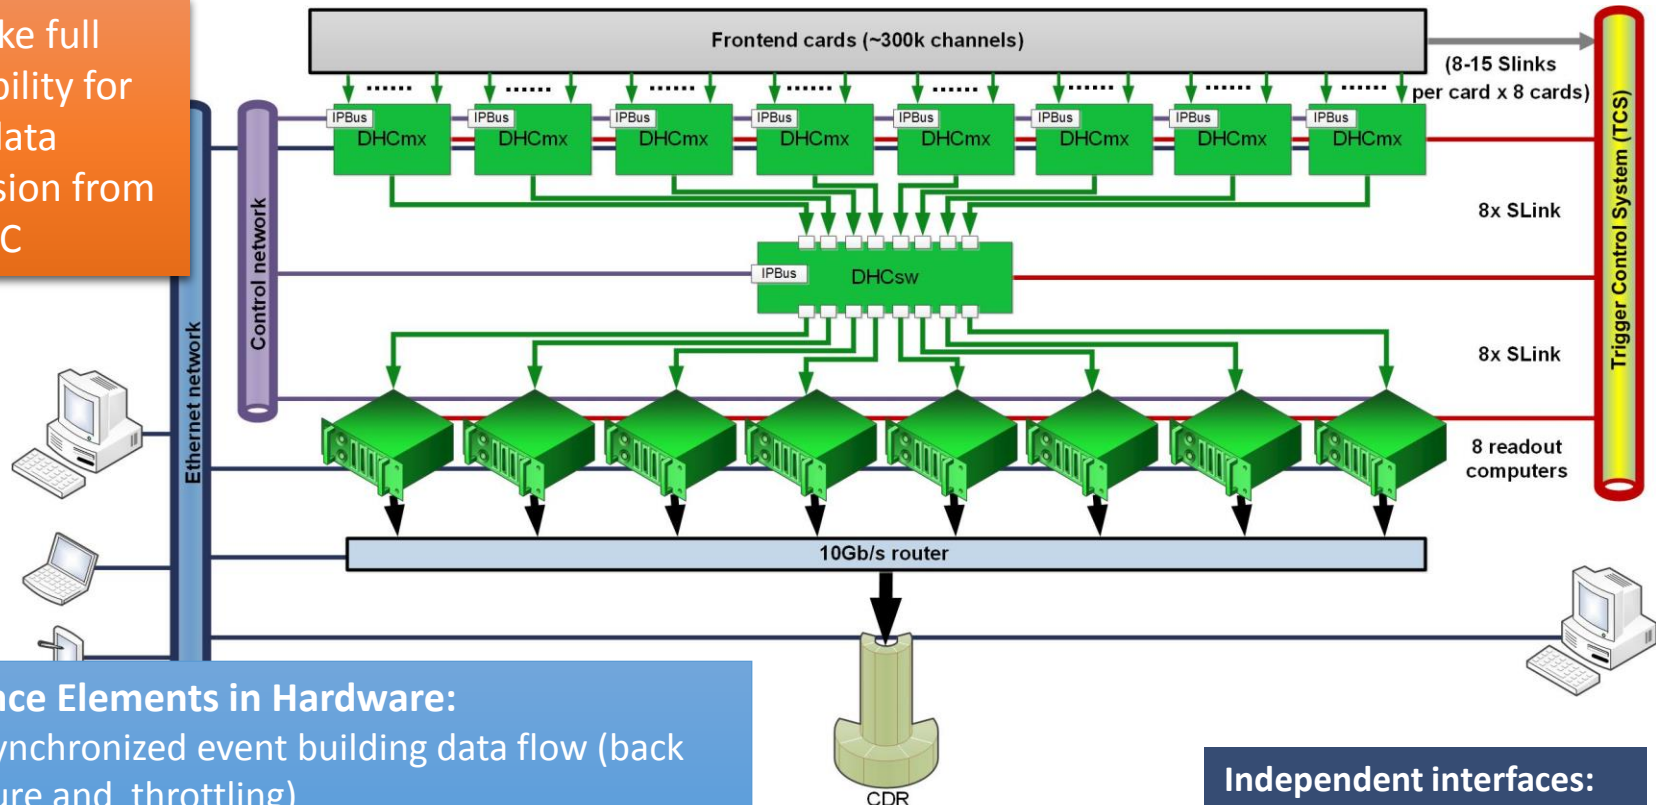 ke full
bility for
data
sion from
C
Frontend cards (~300k channels)
(8-15 Slinks
per card x 8 cards)
IPBus
DHCmx
IPBus
DHCmx
IPBus
DHCmx
IPBus
DHCmx
IPBus
DHCmx
IPBus
DHCmx
IPBus
DHCmx
IPBus
DHCmx
8x SLink
IPBus
DHCsw
8x SLink
Control network
Ethernet network
Trigger Control System (TCS)
8 readout
computers
10Gb/s router
CDR
nce Elements in Hardware:
ynchronized event building data flow (back
ure and throttling)
Independent interfaces: